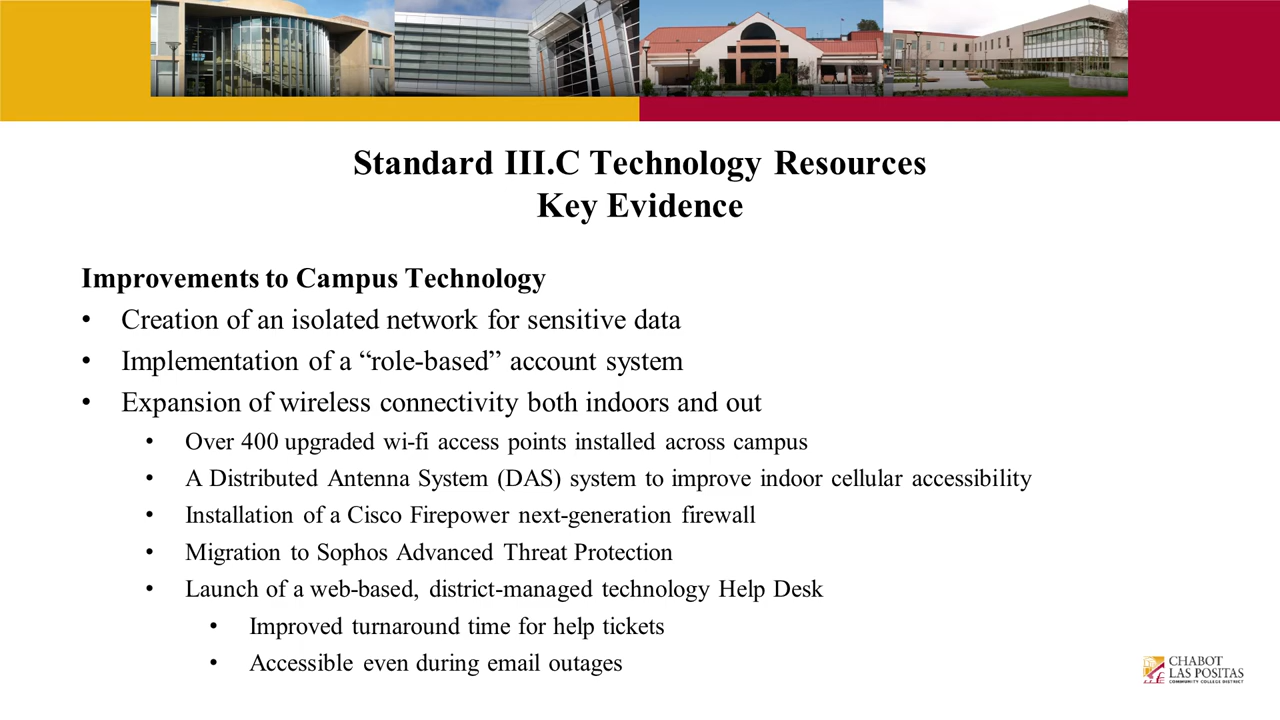 Standard III.C Technology Resources
Key Evidence
Improvements to Campus Technology
• Creation of an isolated network for sensitive data
• Implementation of a “role-based” account system
• Expansion of wireless connectivity both indoors and out
• Over 400 upgraded wi-fi access points installed across campus
• A Distributed Antenna System (DAS) system to improve indoor cellular accessibility
• Installation of a Cisco Firepower next-generation firewall
• Migration to Sophos Advanced Threat Protection
• Launch of a web-based, district-managed technology Help Desk
• Improved turnaround time for help tickets
• Accessible even during email outages
CHABOT
LAS POSITAS
COMMUNITY COLLEGE DISTRICT